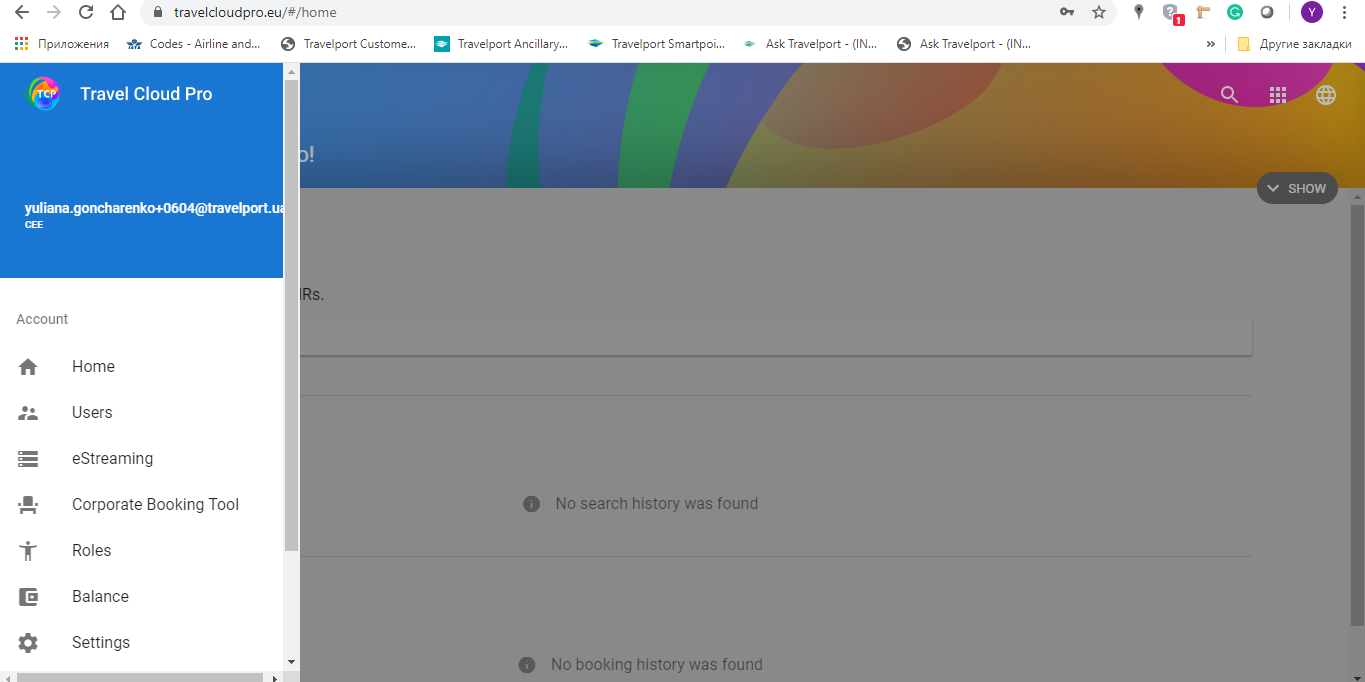 travelcloudpro.eu/#/home
1
Y
Приложения
Codes - Airline and...
Travelport Custome...
Travelport Ancillary...
Travelport Smartpoi...
Ask Travelport - (IN...
Ask Travelport - (IN...
»
Другие закладки
TCP
Travel Cloud Pro
o!
yuliana.goncharenko+0604@travelport.ua
CEE
SHOW
Account
Rs.
Home
Users
eStreaming
Corporate Booking Tool
No search history was found
Roles
Balance
Settings
No booking history was found